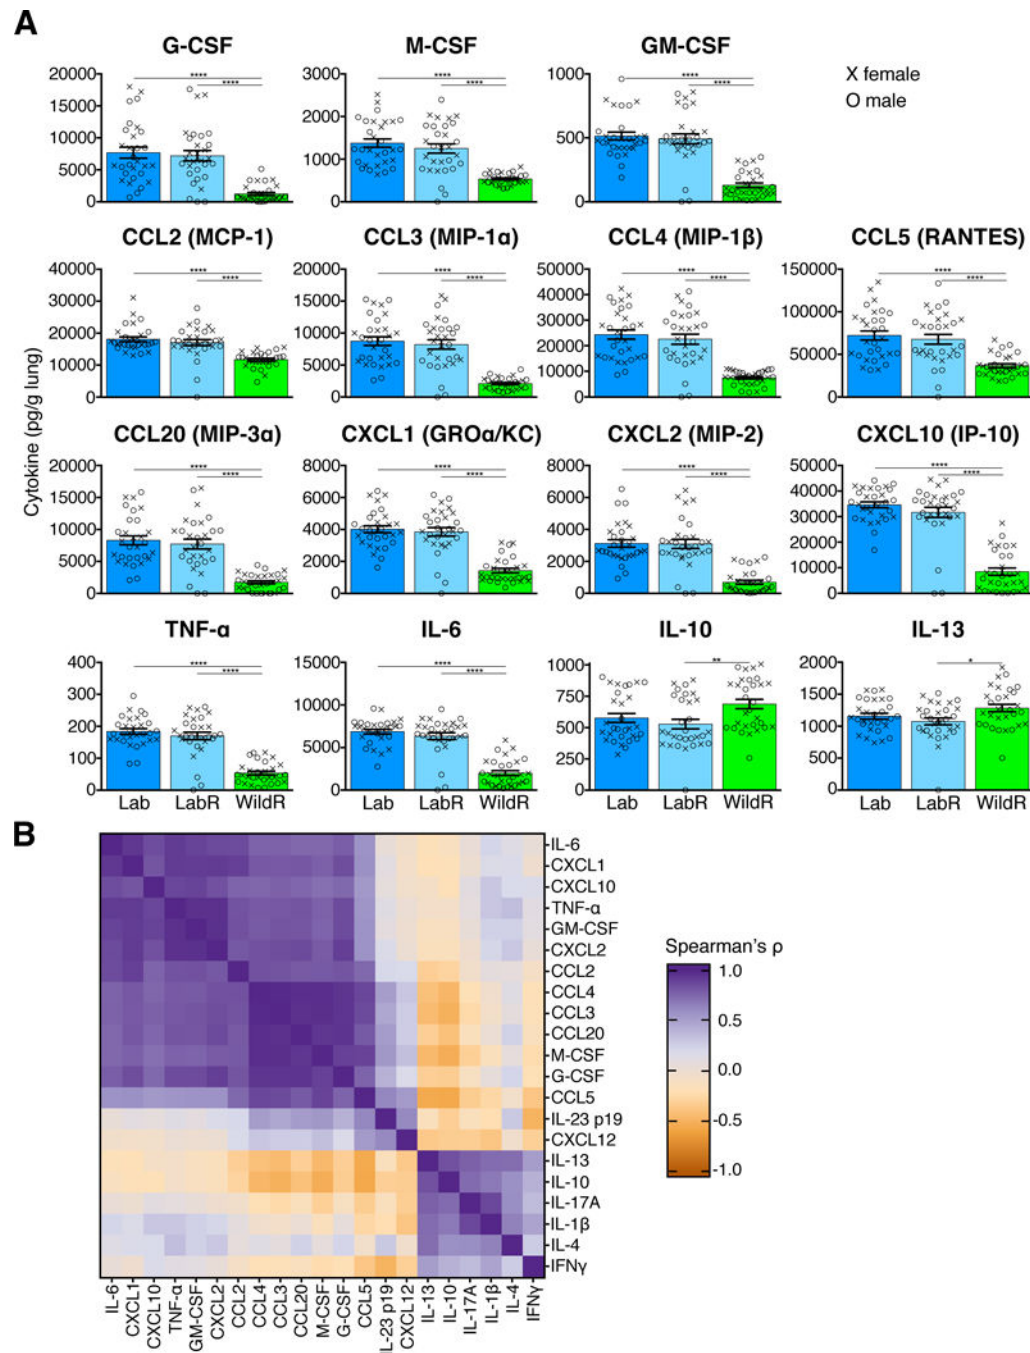 A
G-CSF M-CSF GM-CSF
X female
O male
20000
15000
10000
5000
0
**** ****
3000
2000
1000
0
**** ****
1000
500
0
**** ****
Cytokine (pg/g lung)
CCL2 (MCP-1) CCL3 (MIP-1α) CCL4 (MIP-1β) CCL5 (RANTES)
40000
30000
20000
10000
0
**** ****
20000
15000
10000
5000
0
**** ****
50000
40000
30000
20000
10000
0
**** ****
150000
100000
50000
0
**** ****
CCL20 (MIP-3α) CXCL1 (GROα/KC) CXCL2 (MIP-2) CXCL10 (IP-10)
20000
15000
10000
5000
0
**** ****
8000
6000
4000
2000
0
**** ****
8000
6000
4000
2000
0
**** ****
50000
40000
30000
20000
10000
0
**** ****
TNF-α IL-6 IL-10 IL-13
400
300
200
100
0
**** ****
15000
10000
5000
0
**** ****
1000
750
500
250
0
**
2000
1500
1000
500
0
*
Lab LabR WildR Lab LabR WildR Lab LabR WildR Lab LabR WildR
B
IL-6
CXCL1
CXCL10
TNF-α
GM-CSF
CXCL2
CCL2
CCL4
CCL3
CCL20
M-CSF
G-CSF
CCL5
IL-23 p19
CXCL12
IL-13
IL-10
IL-17A
IL-1β
IL-4
IFNγ
Spearman's ρ
1.0
0.5
0.0
-0.5
-1.0
IL-6 CXCL1 CXCL10 TNF-α GM-CSF CXCL2 CCL2 CCL4 CCL3 CCL20 M-CSF G-CSF CCL5 IL-23 p19 CXCL12 IL-13 IL-10 IL-17A IL-1β IL-4 IFNγ